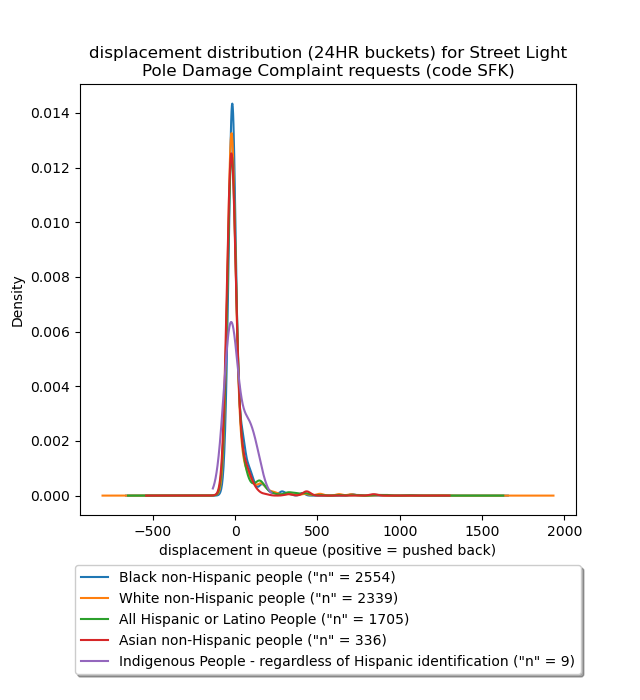 displacement distribution (24HR buckets) for Street Light
Pole Damage Complaint requests (code SFK)
0.014
0.012
0.010
0.008
0.006
0.004
0.002
0.000
Density
−500
0
500
1000
1500
2000
displacement in queue (positive = pushed back)
Black non-Hispanic people ("n" = 2554)
White non-Hispanic people ("n" = 2339)
All Hispanic or Latino People ("n" = 1705)
Asian non-Hispanic people ("n" = 336)
Indigenous People - regardless of Hispanic identification ("n" = 9)